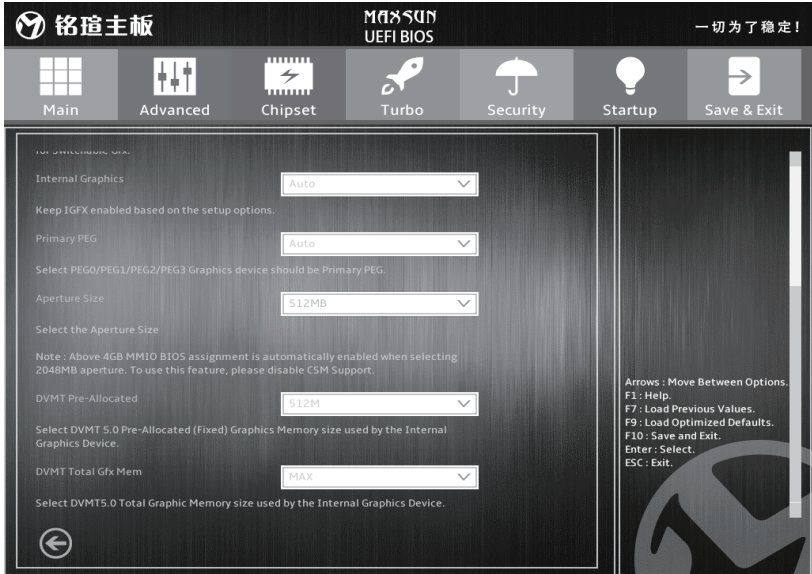 铭瑄主板
MAXSUN
UEFI BIOS
一切为了稳定!
Main
Advanced
Chipset
Turbo
Security
Startup
Save & Exit
for Switchable Gfx.
Internal Graphics
Auto
Keep IGFX enabled based on the setup options.
Primary PEG
Auto
Select PEG0/PEG1/PEG2/PEG3 Graphics device should be Primary PEG.
Aperture Size
512MB
Select the Aperture Size
Note : Above 4GB MMIO BIOS assignment is automatically enabled when selecting
2048MB aperture. To use this feature, please disable CSM Support.
DVMT Pre-Allocated
512M
Select DVMT 5.0 Pre-Allocated (Fixed) Graphics Memory size used by the Internal
Graphics Device.
DVMT Total Gfx Mem
MAX
Select DVMT5.0 Total Graphic Memory size used by the Internal Graphics Device.
Arrows : Move Between Options.
F1 : Help.
F7 : Load Previous Values.
F9 : Load Optimized Defaults.
F10 : Save and Exit.
Enter : Select.
ESC : Exit.